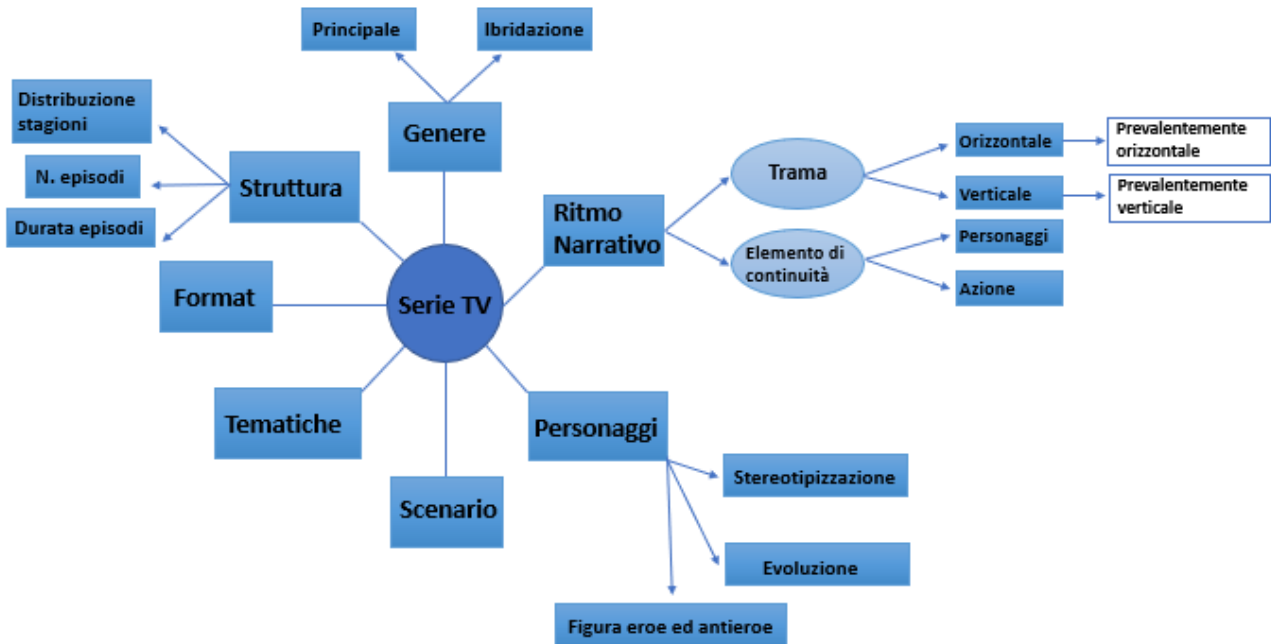 Principale
Ibridazione
Distribuzione
stagioni
Genere
N. episodi
Struttura
Durata episodi
Format
Serie TV
Tematiche
Scenario
Ritmo
Narrativo
Trama
Orizzontale
Prevalentemente
orizzontale
Verticale
Prevalentemente
verticale
Elemento di
continuità
Personaggi
Azione
Personaggi
Stereotipizzazione
Evoluzione
Figura eroe ed antieroe